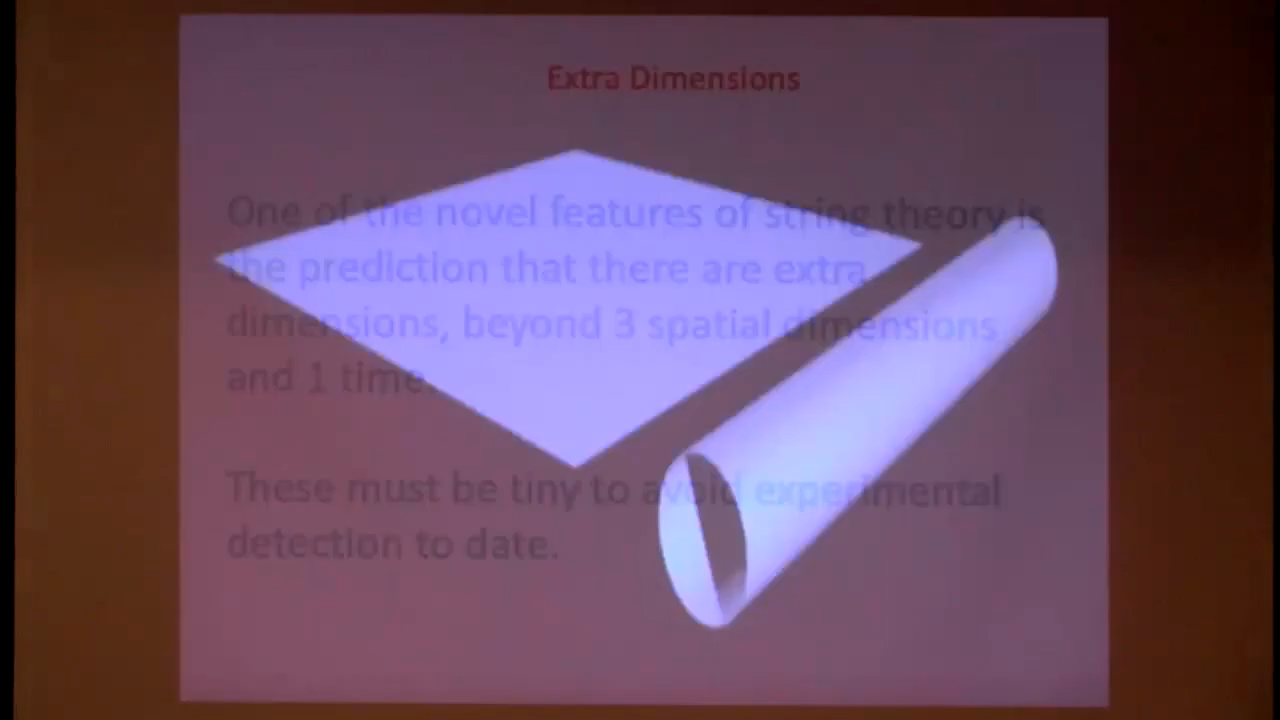 Extra Dimensions
One of the novel features of string theory is
the prediction that there are extra
dimensions, beyond 3 spatial dimensions
and 1 time.
These must be tiny to avoid experimental
detection to date.